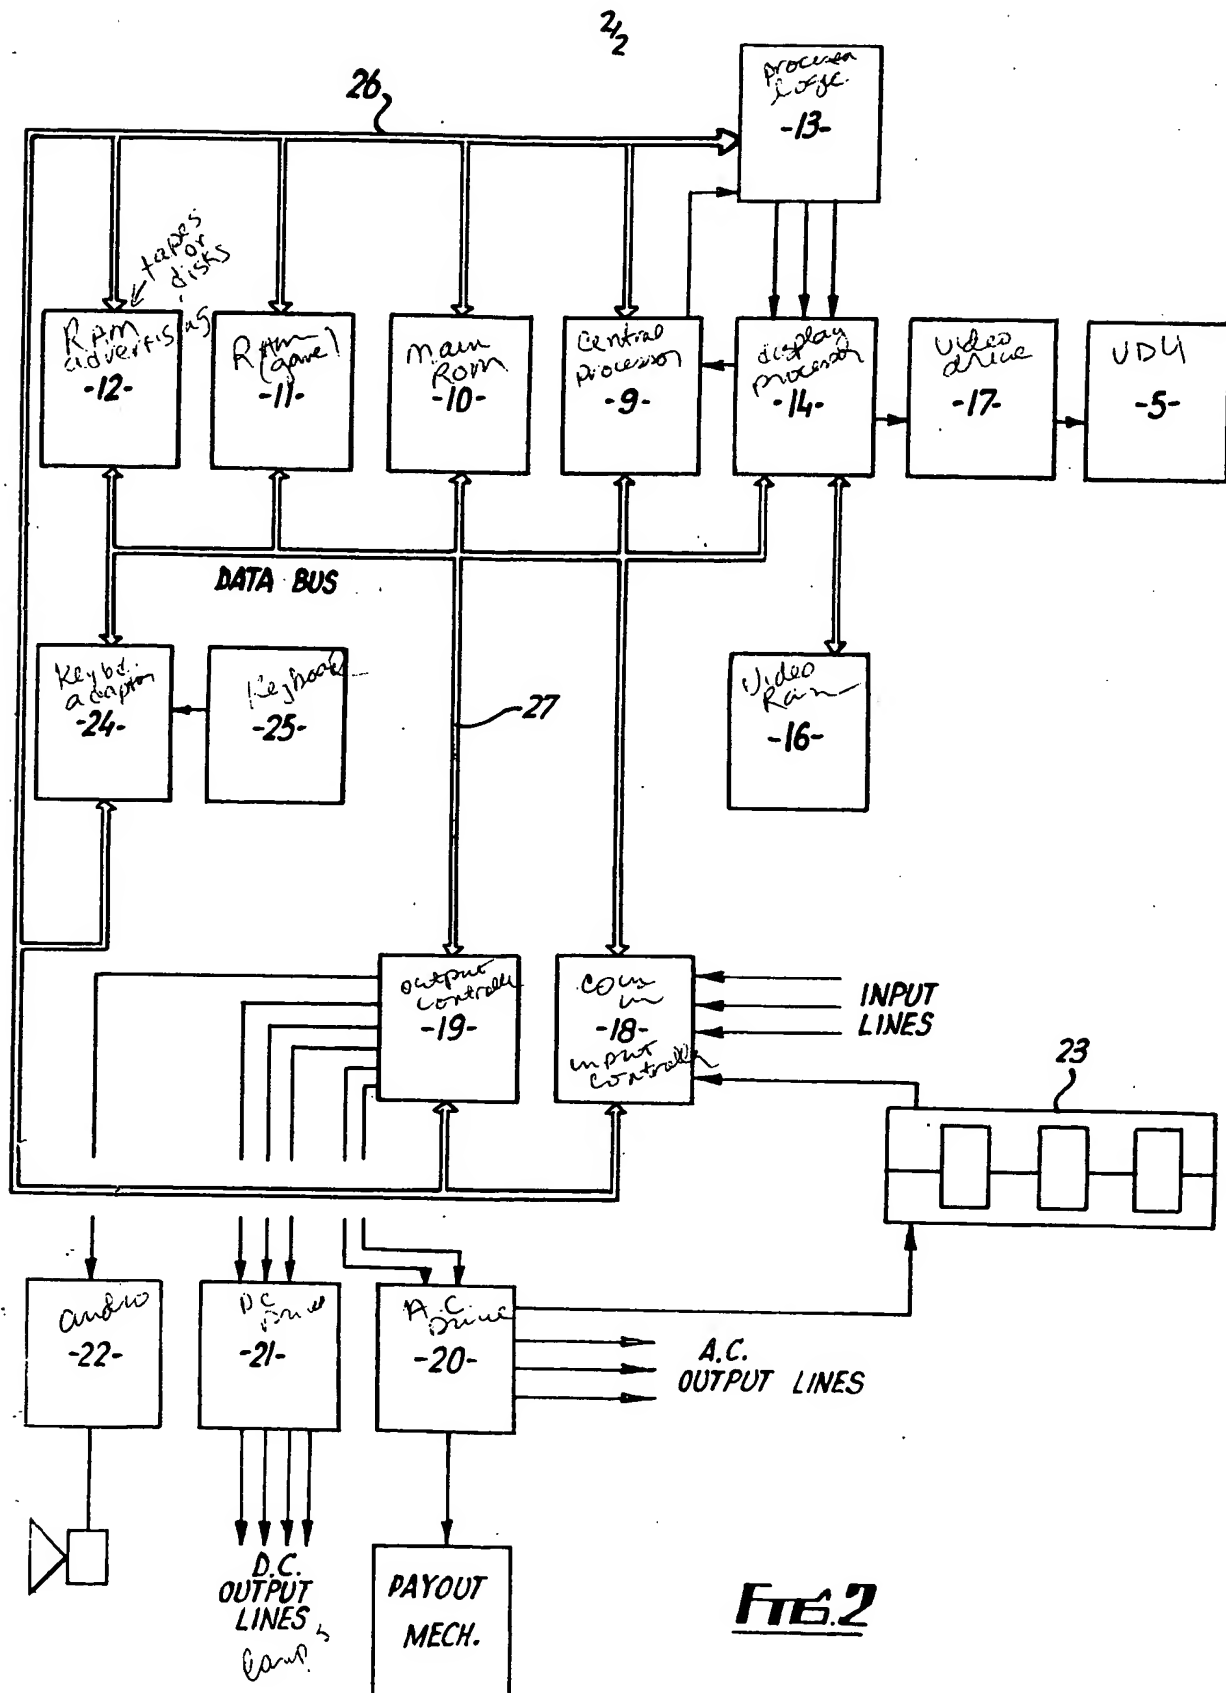 2/2
26
processor
logic.
-13-
tapes
or
disks
RAM
advertising
-12-
RAM
(game)
-11-
main
ROM
-10-
central
processor
-9-
display
processor
-14-
video
drive
-17-
VDU
-5-
DATA BUS
Keybd.
adaptor
-24-
Keyboard
-25-
27
Video
Ram
-16-
output
controller
-19-
-18-
input
controller
INPUT
LINES
23
audio
-22-
DC
Drive
-21-
A.C.
Drive
-20-
A.C.
OUTPUT LINES
D.C.
OUTPUT
LINES
Lamps
PAYOUT
MECH.
FIG.2